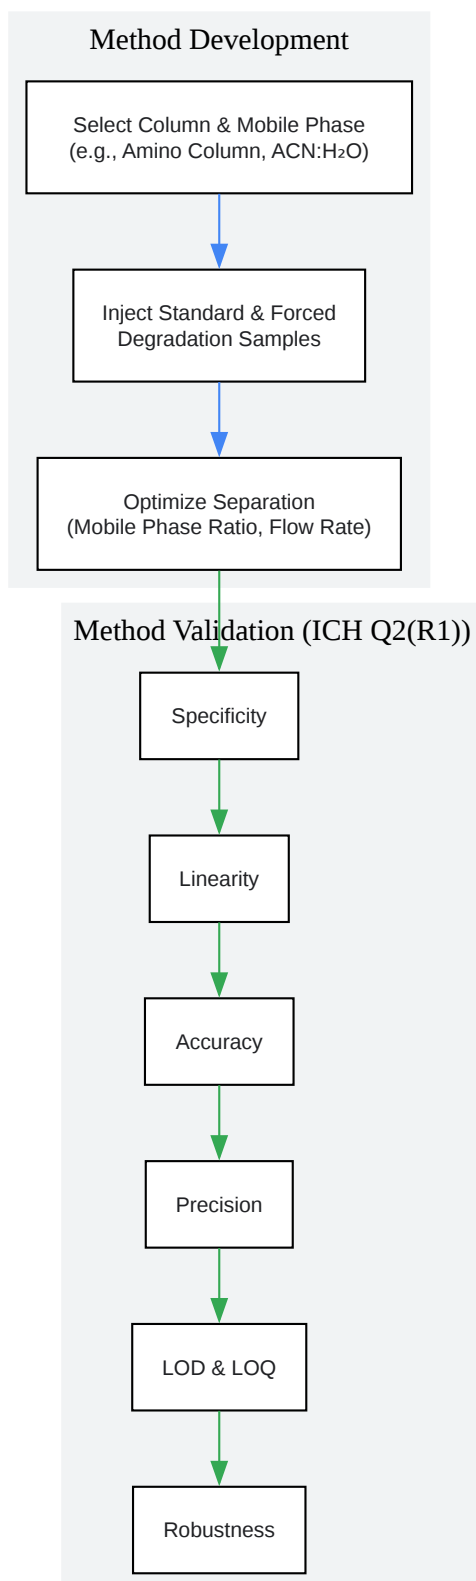 Method Development
Select Column & Mobile Phase
(e.g., Amino Column, ACN:H₂O)
Inject Standard & Forced
Degradation Samples
Optimize Separation
(Mobile Phase Ratio, Flow Rate)
Method Validation (ICH Q2(R1))
Specificity
Linearity
Accuracy
Precision
LOD & LOQ
Robustness